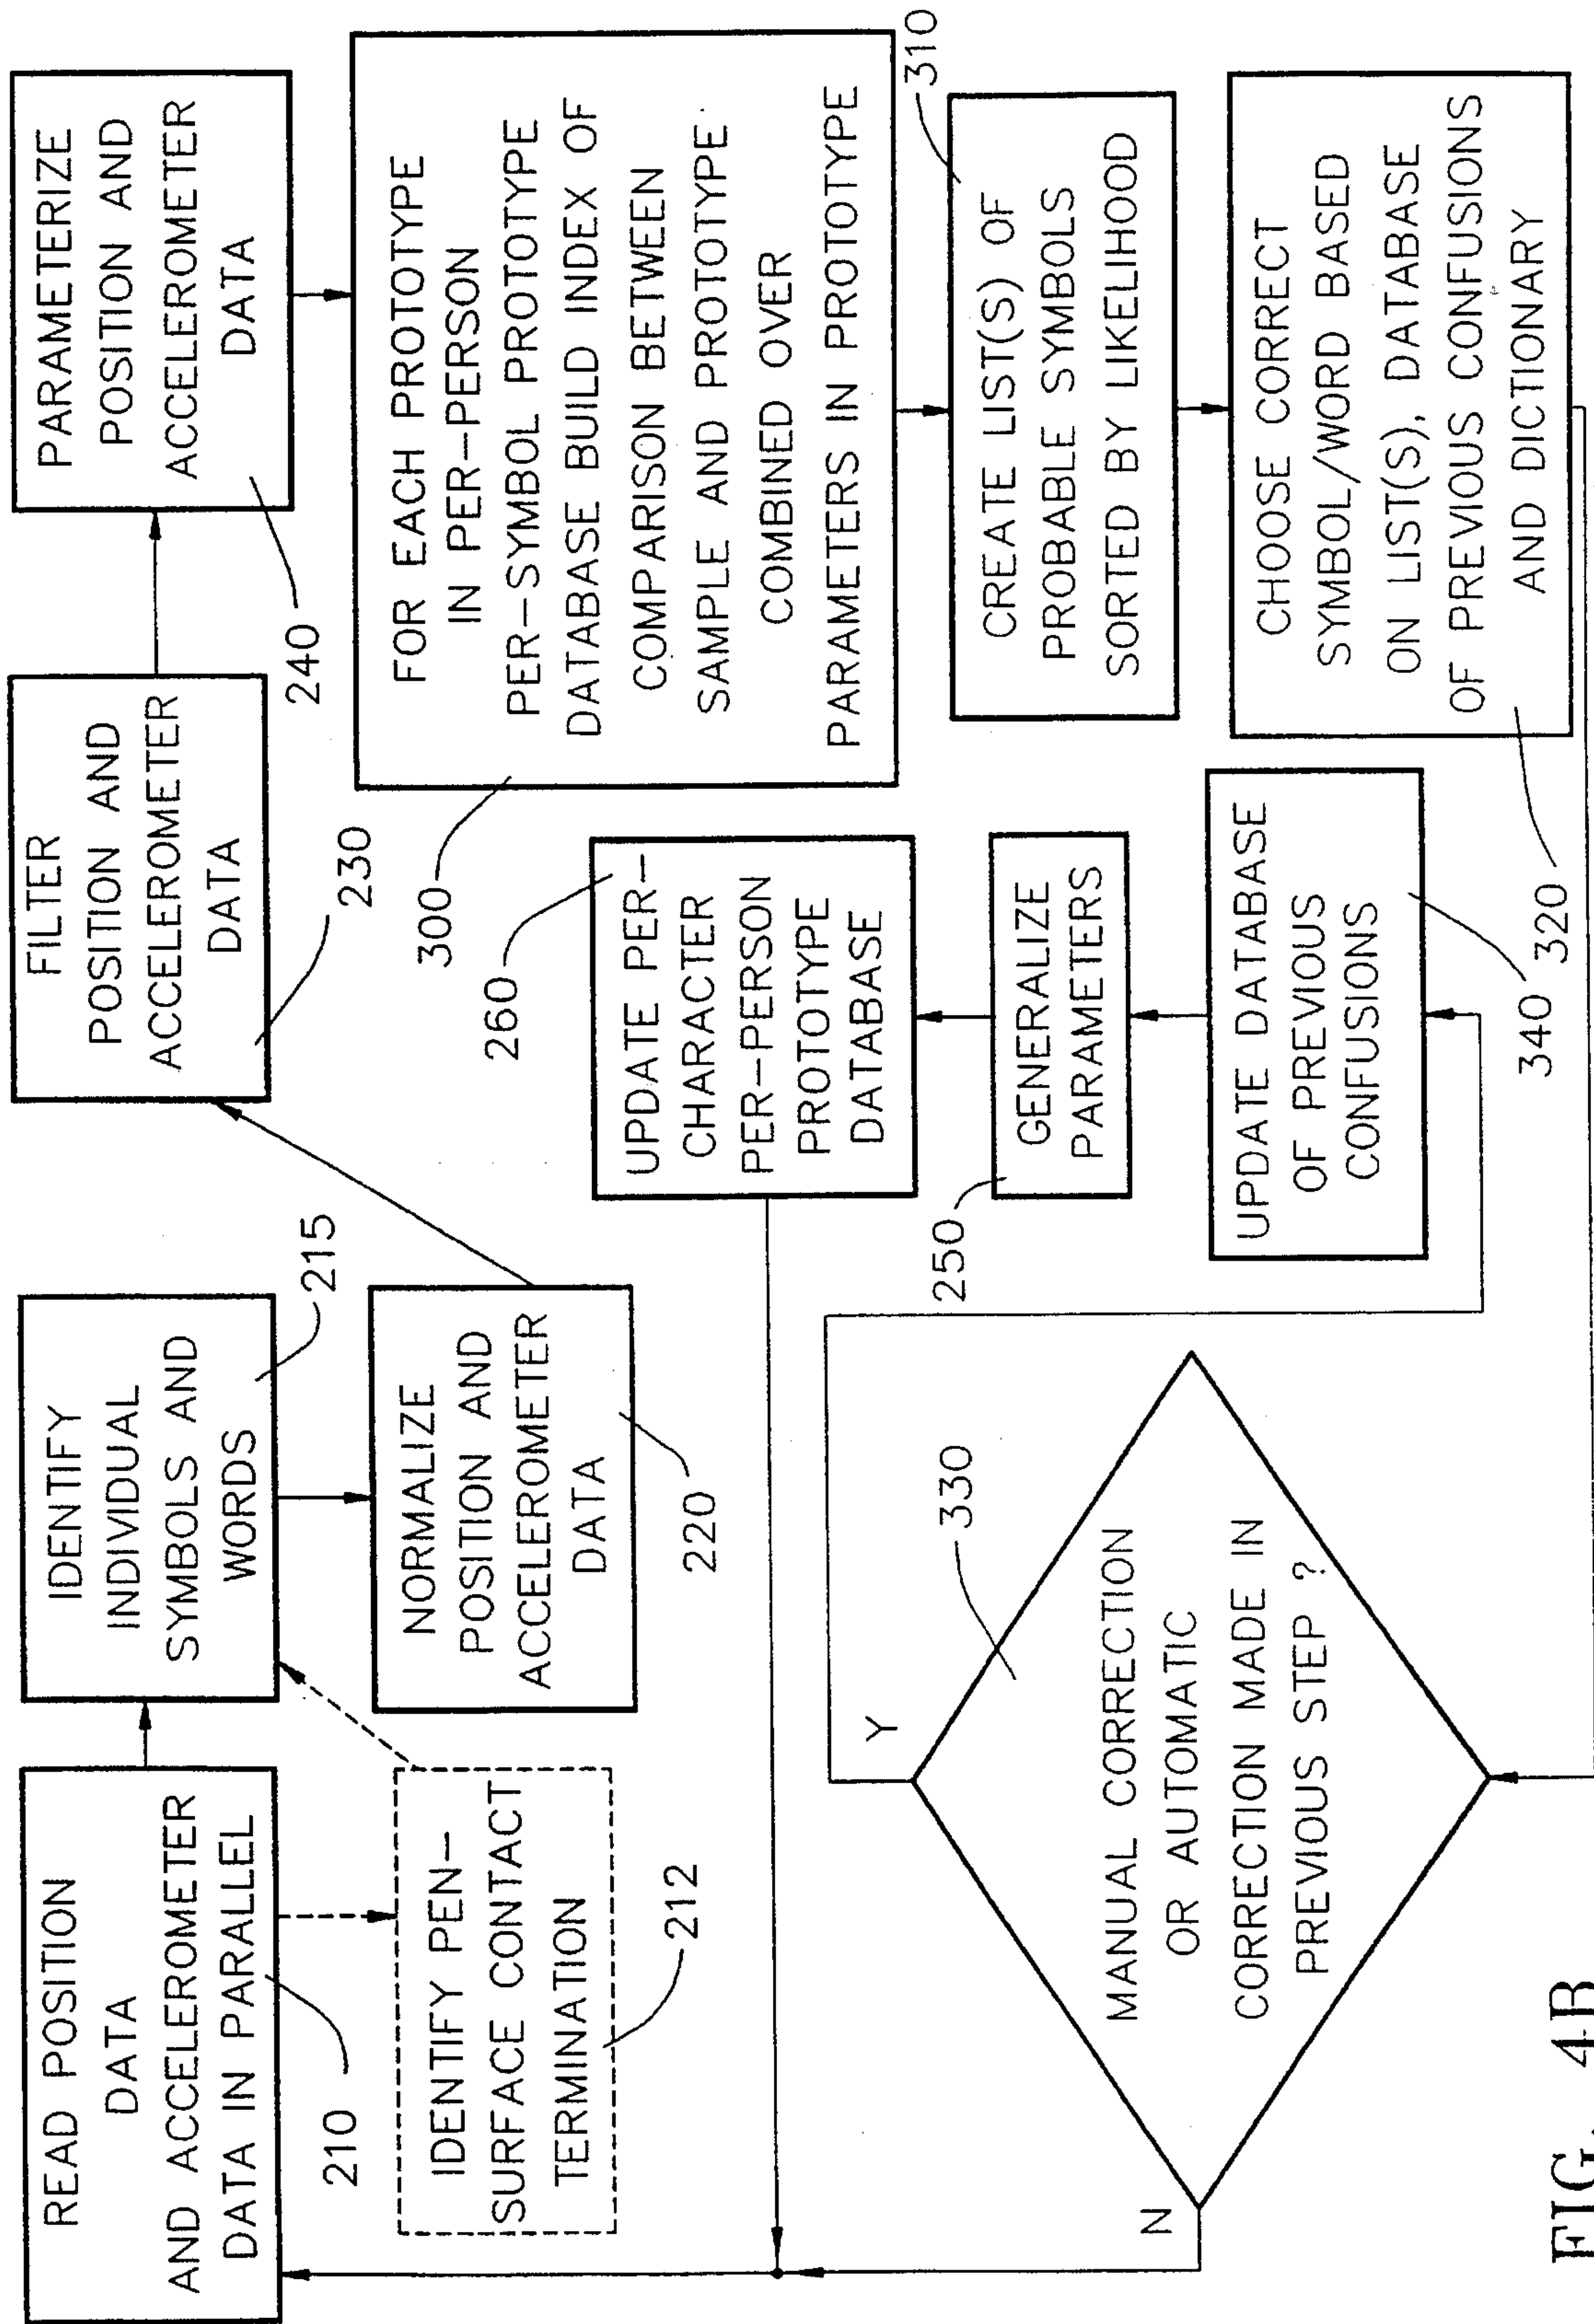 READ POSITION
DATA
AND ACCELEROMETER
DATA IN PARALLEL
210
IDENTIFY PEN-
SURFACE CONTACT
TERMINATION
212
IDENTIFY
INDIVIDUAL
SYMBOLS AND
WORDS
215
NORMALIZE
POSITION AND
ACCELEROMETER
DATA
220
FILTER
POSITION AND
ACCELEROMETER
DATA
230
PARAMETERIZE
POSITION AND
ACCELEROMETER
DATA
240
FOR EACH PROTOTYPE
IN PER-PERSON
PER-SYMBOL PROTOTYPE
DATABASE BUILD INDEX OF
COMPARISON BETWEEN
SAMPLE AND PROTOTYPE
COMBINED OVER
PARAMETERS IN PROTOTYPE
300
CREATE LIST(S) OF
PROBABLE SYMBOLS
SORTED BY LIKELIHOOD
310
CHOOSE CORRECT
SYMBOL/WORD BASED
ON LIST(S), DATABASE
OF PREVIOUS CONFUSIONS
AND DICTIONARY
320
MANUAL CORRECTION
OR AUTOMATIC
CORRECTION MADE IN
PREVIOUS STEP ?
330
Y
N
UPDATE DATABASE
OF PREVIOUS
CONFUSIONS
340
GENERALIZE
PARAMETERS
250
UPDATE PER-
CHARACTER
PER-PERSON
PROTOTYPE
DATABASE
260
FIG. 4B